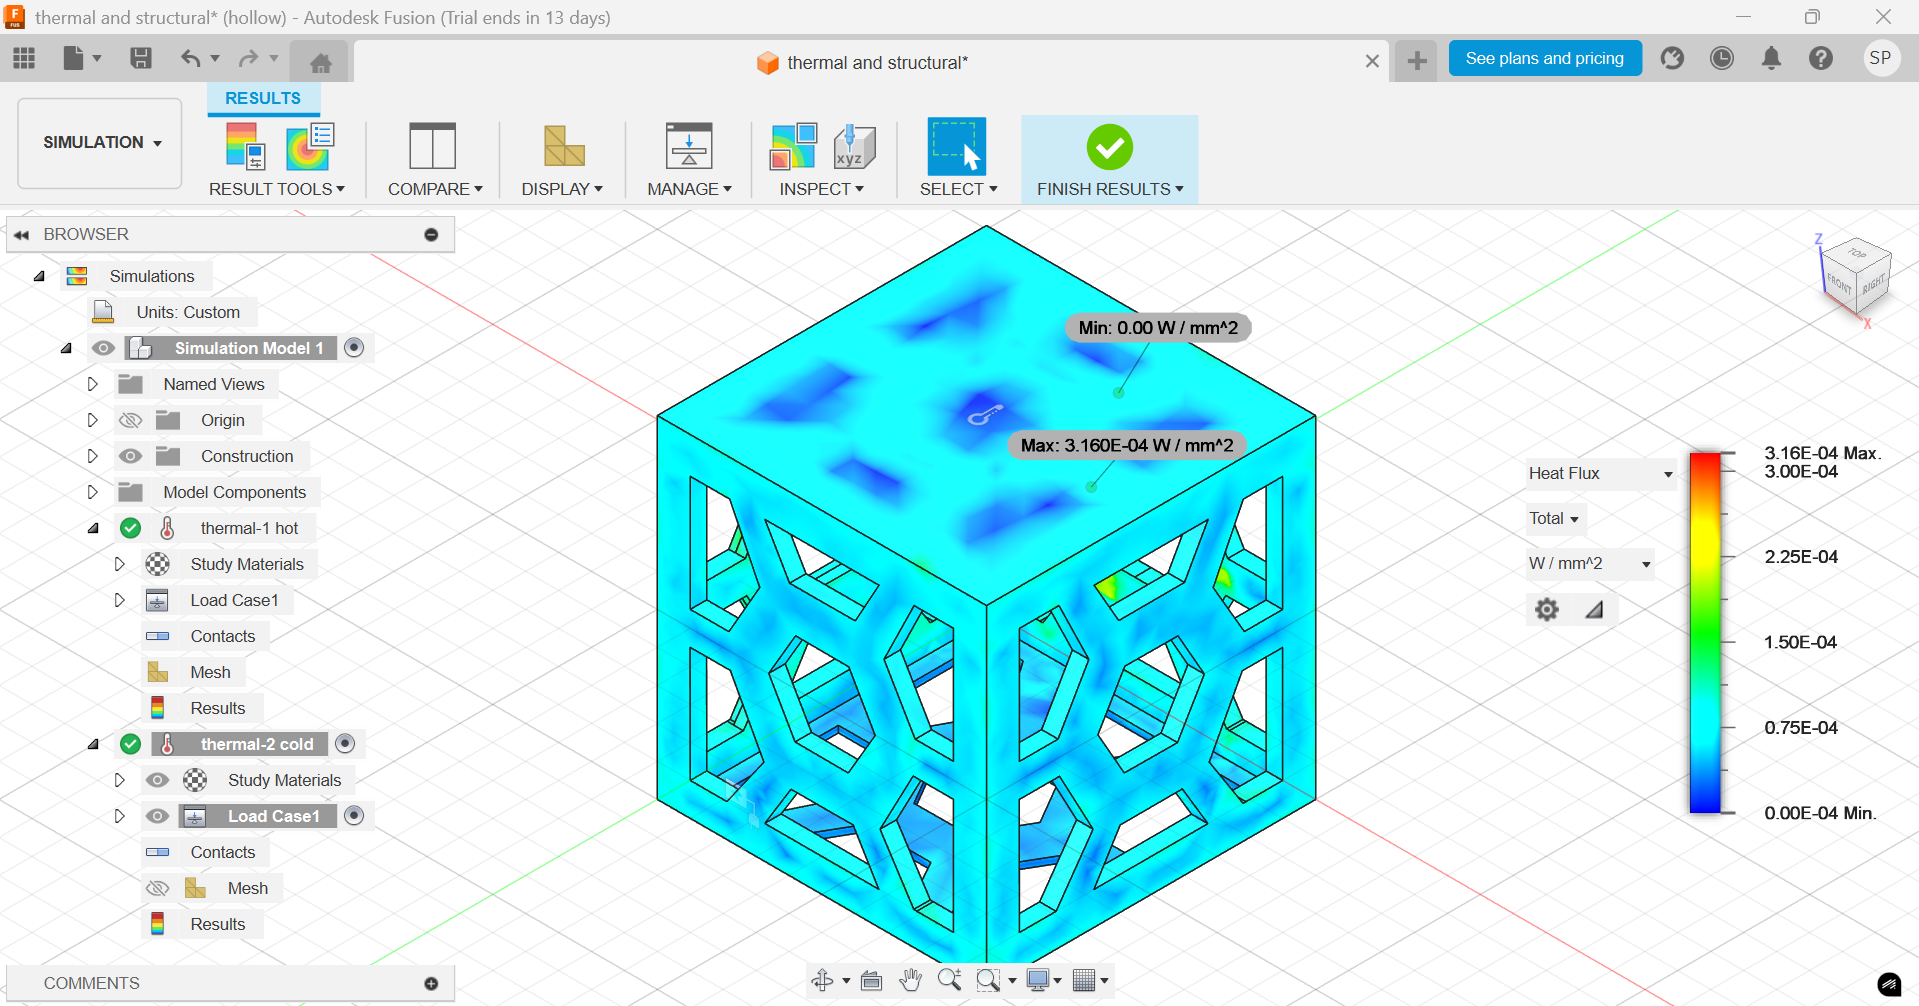 thermal and structural* (hollow) - Autodesk Fusion (Trial ends in 13 days)
thermal and structural*
See plans and pricing
SP
RESULTS
SIMULATION
RESULT TOOLS
COMPARE
DISPLAY
MANAGE
INSPECT
SELECT
FINISH RESULTS
BROWSER
Simulations
Units: Custom
Simulation Model 1
Named Views
Origin
Construction
Model Components
thermal-1 hot
Study Materials
Load Case1
Contacts
Mesh
Results
thermal-2 cold
Study Materials
Load Case1
Contacts
Mesh
Results
COMMENTS
Min: 0.00 W / mm^2
Max: 3.160E-04 W / mm^2
Z
TOP
FRONT
RIGHT
X
Heat Flux
Total
W / mm^2
3.16E-04 Max.
3.00E-04
2.25E-04
1.50E-04
0.75E-04
0.00E-04 Min.
xyz
F